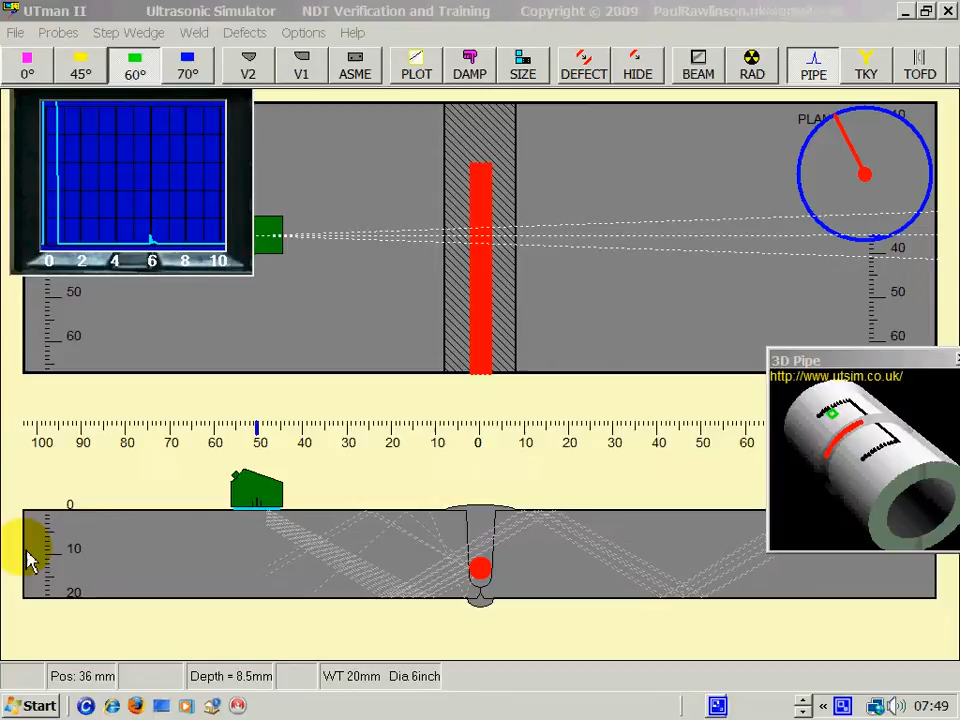 UTman II Ultrasonic Simulator NDT Verification and Training Copyright © 2009 PaulRawlinson.uk
File Probes Step Wedge Weld Defects Options Help
0° 45° 60° 70° V2 V1 ASME PLOT DAMP SIZE DEFECT HIDE BEAM RAD PIPE TKY TOFD
0 2 4 6 8 10
PLAN
40
50 50
60 60
3D Pipe
http://www.utsim.co.uk/
100 90 80 70 60 50 40 30 20 10 0 10 20 30 40 50 60
0
10
20
Pos: 36 mm Depth = 8.5mm WT 20mm Dia 6inch
Start « 07:49